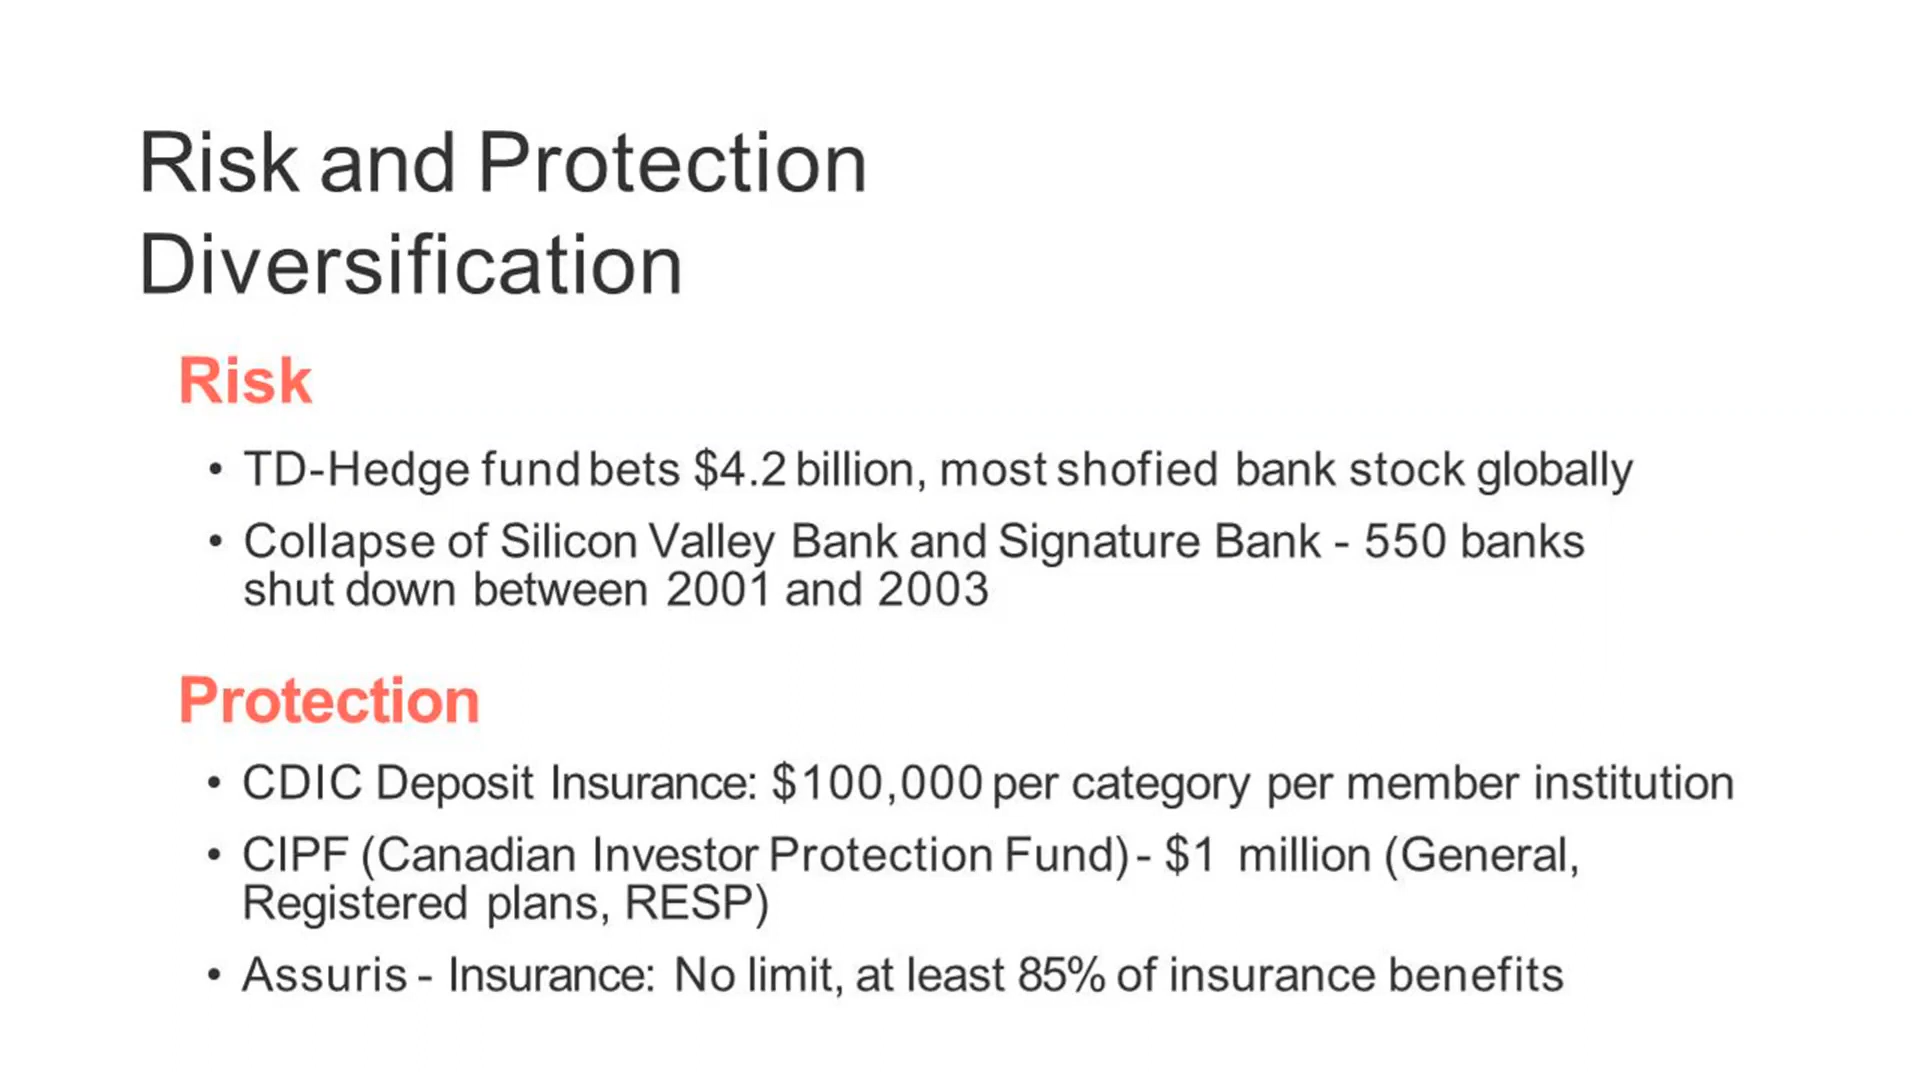 Risk and Protection
Diversification
Risk
• TD-Hedge fund bets $4.2 billion, most shofied bank stock globally
• Collapse of Silicon Valley Bank and Signature Bank - 550 banks
shut down between 2001 and 2003
Protection
• CDIC Deposit Insurance: $100,000 per category per member institution
• CIPF (Canadian Investor Protection Fund) - $1 million (General,
Registered plans, RESP)
• Assuris - Insurance: No limit, at least 85% of insurance benefits